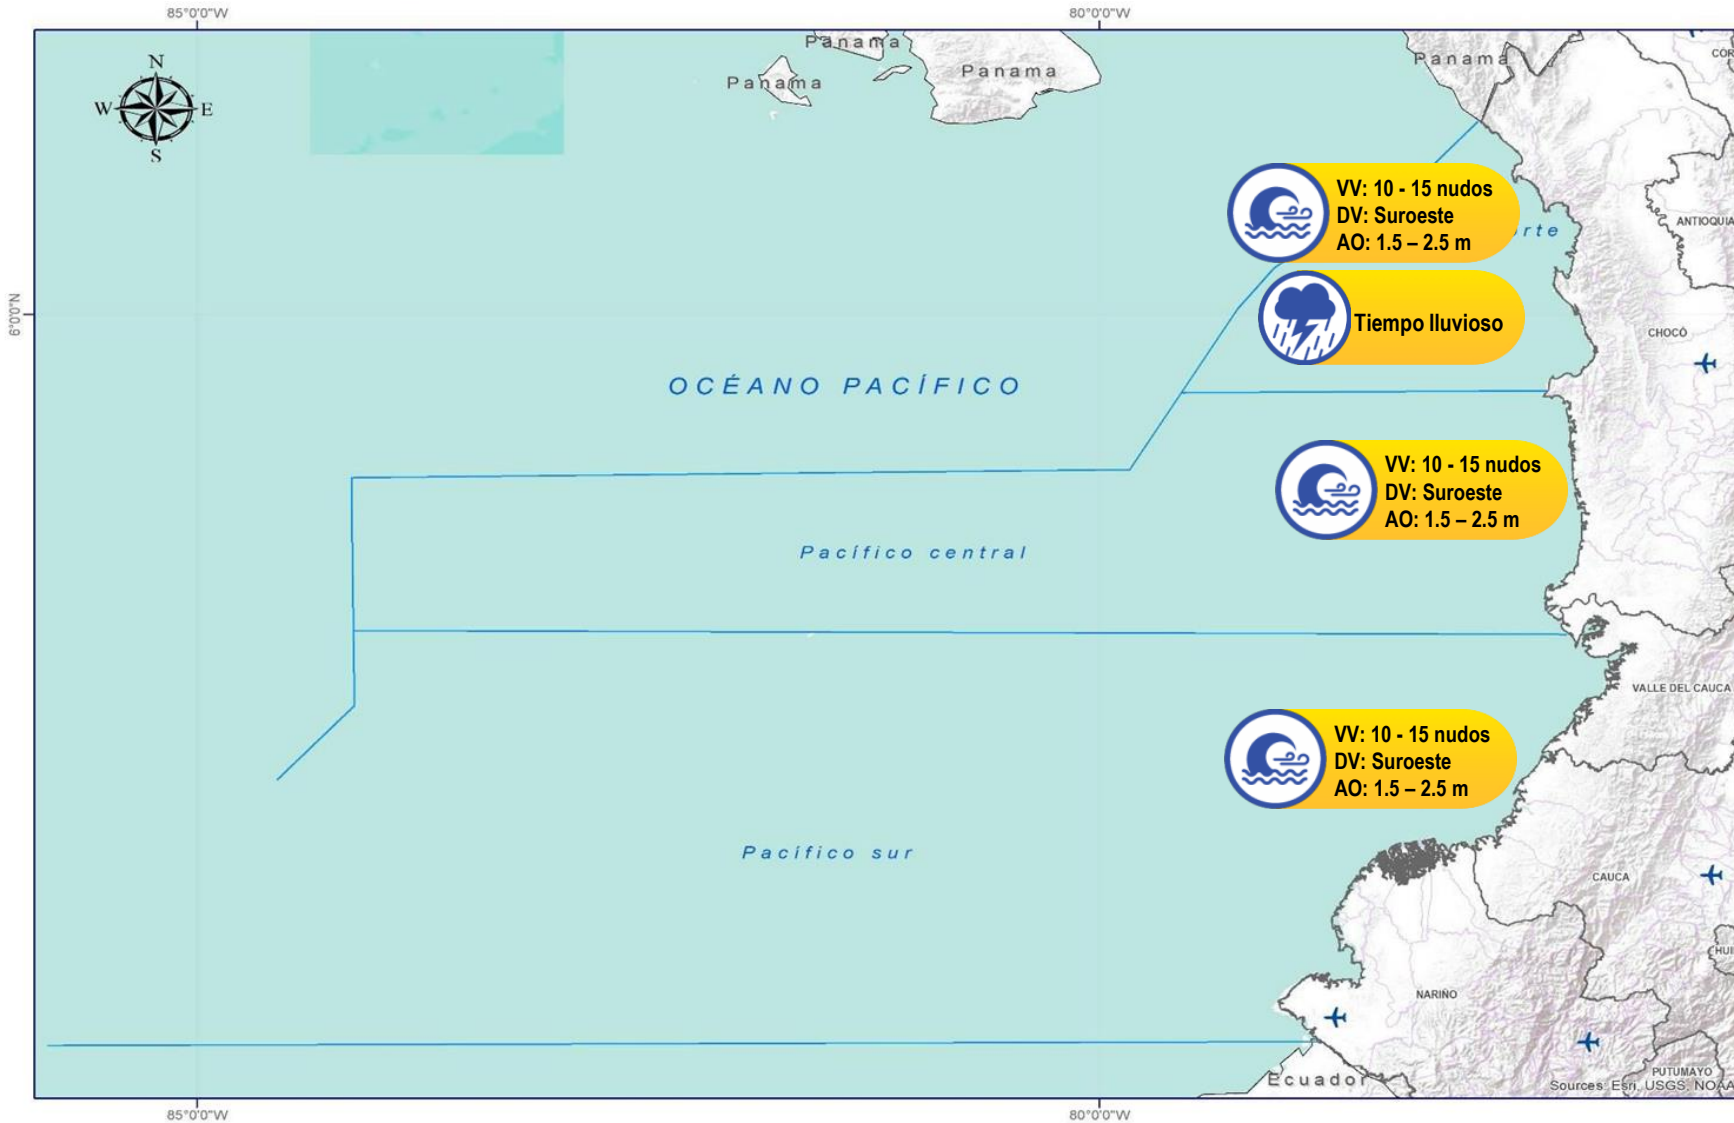 85°0'0"W
80°0'0"W
Panama
Panama
Panama
Panama
N
W
E
S
ANTIOQUIA
VV: 10 - 15 nudos
DV: Suroeste
AO: 1.5 – 2.5 m
6°0'0"N
Tiempo lluvioso
CHOCÓ
OCÉANO PACÍFICO
VV: 10 - 15 nudos
DV: Suroeste
AO: 1.5 – 2.5 m
Pacífico central
VALLE DEL CAUCA
VV: 10 - 15 nudos
DV: Suroeste
AO: 1.5 – 2.5 m
Pacífico sur
CAUCA
NARIÑO
PUTUMAYO
Ecuador
Sources: Esri, USGS, NOAA
85°0'0"W
80°0'0"W